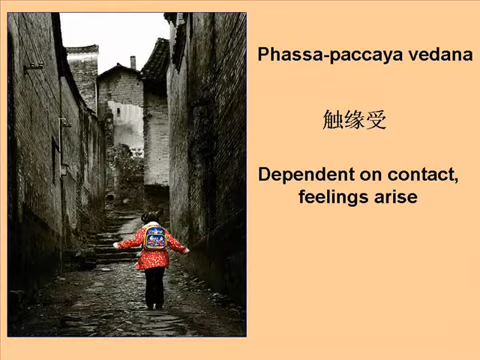 Phassa-paccaya vedana
触缘受
Dependent on contact,
feelings arise